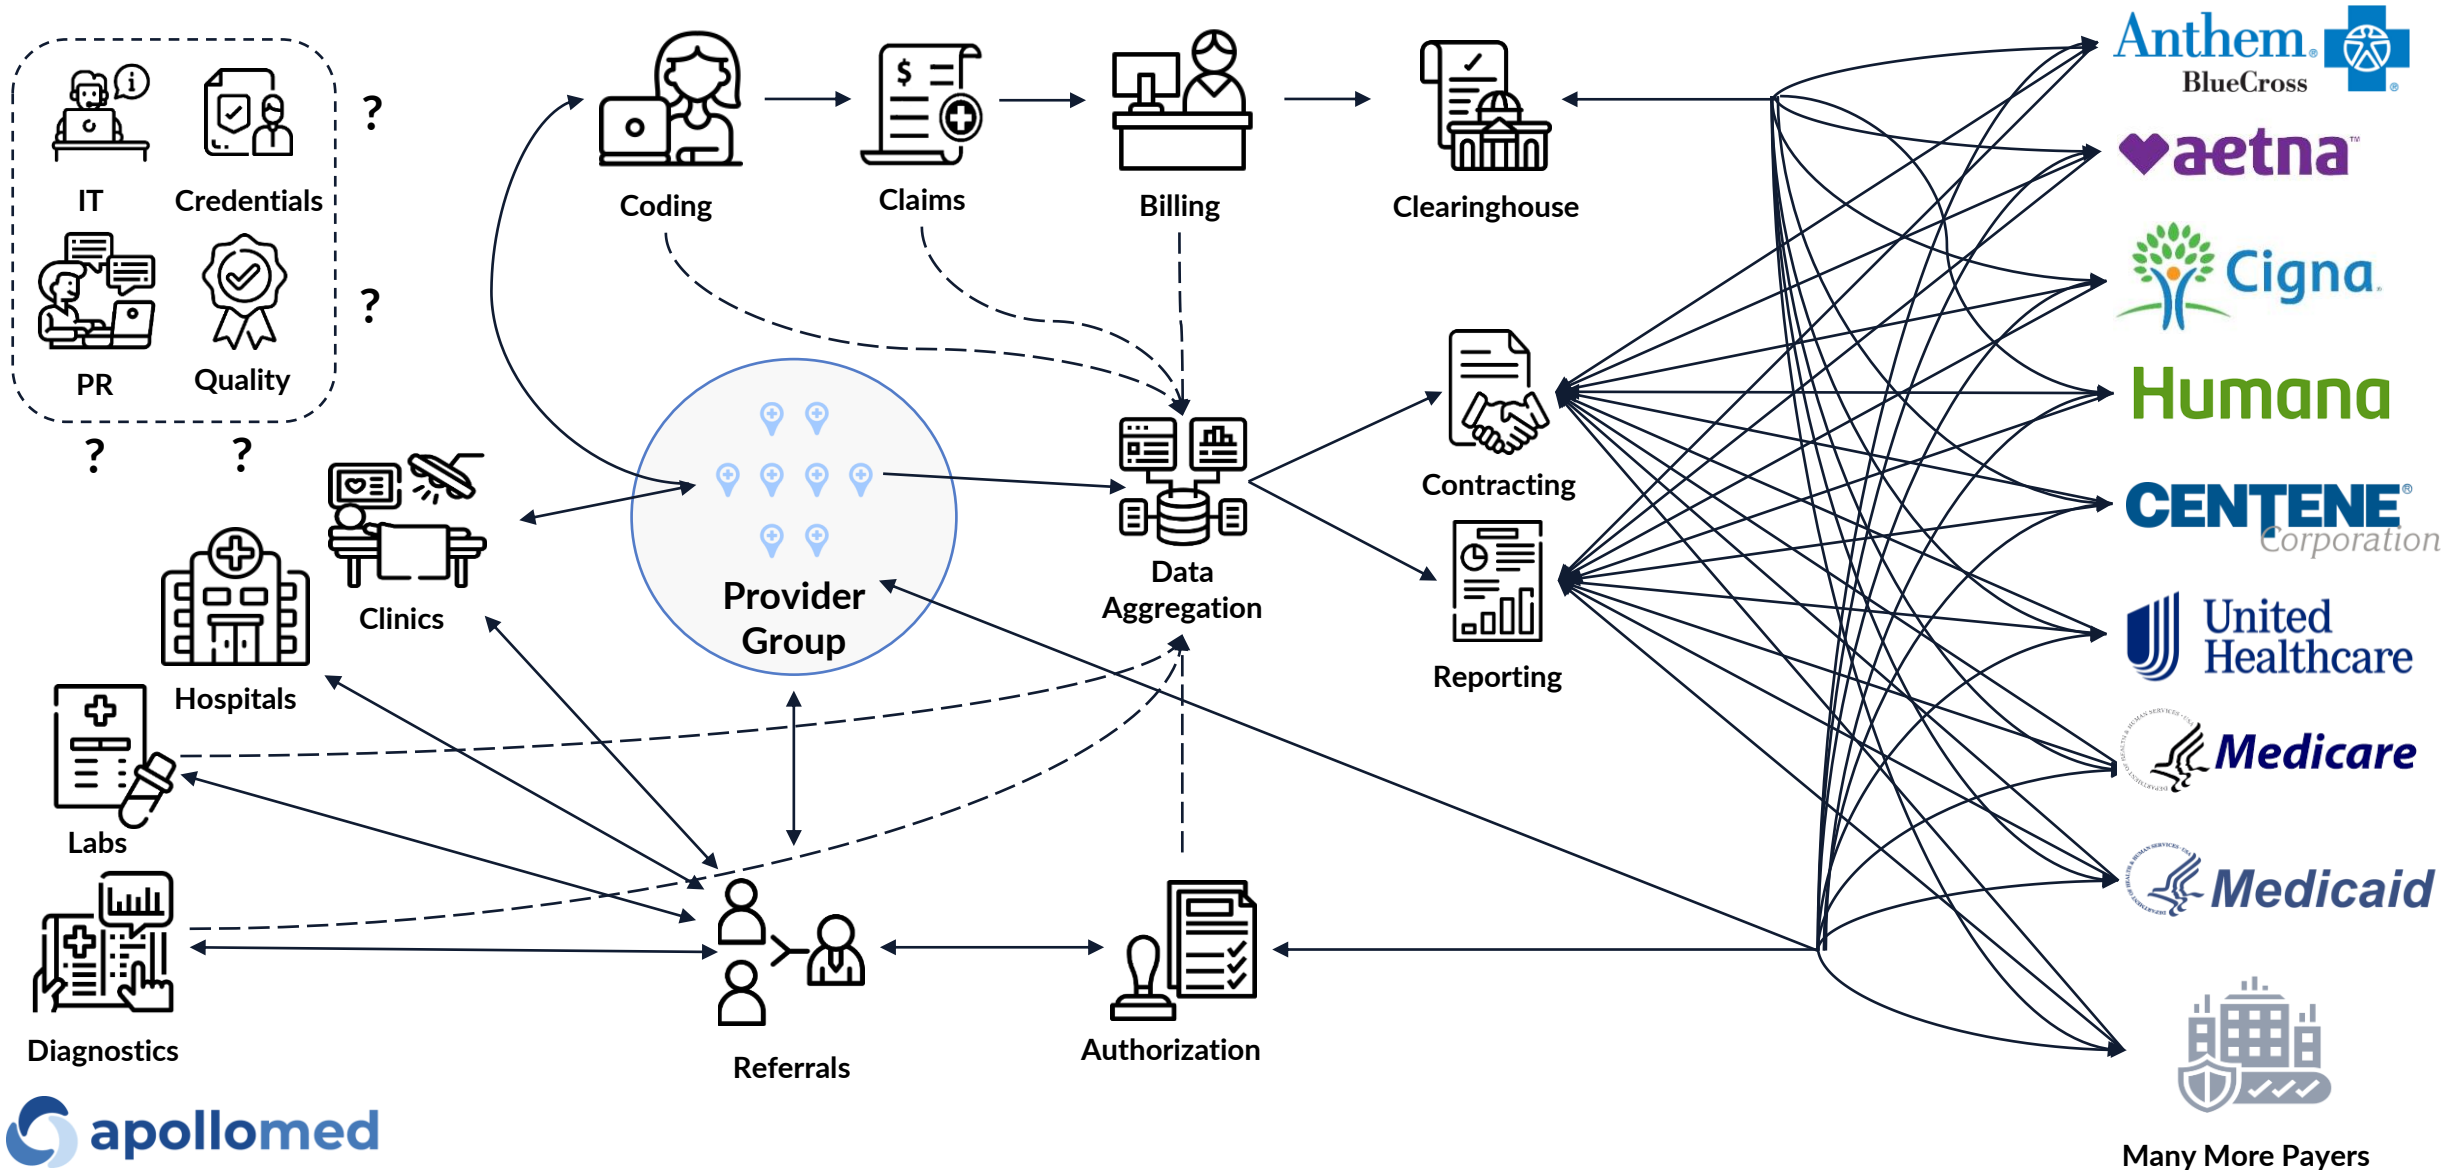 IT
Credentials
?
PR
Quality
?
?
?
Coding
Claims
Billing
$
Clearinghouse
Anthem®
BlueCross
®
aetna™
Cigna
Humana
CENTENE®
Corporation
United
Healthcare
Medicare
Medicaid
Many More Payers
Contracting
Reporting
Data
Aggregation
Provider
Group
Clinics
Hospitals
Labs
Diagnostics
Referrals
Authorization
apollomed